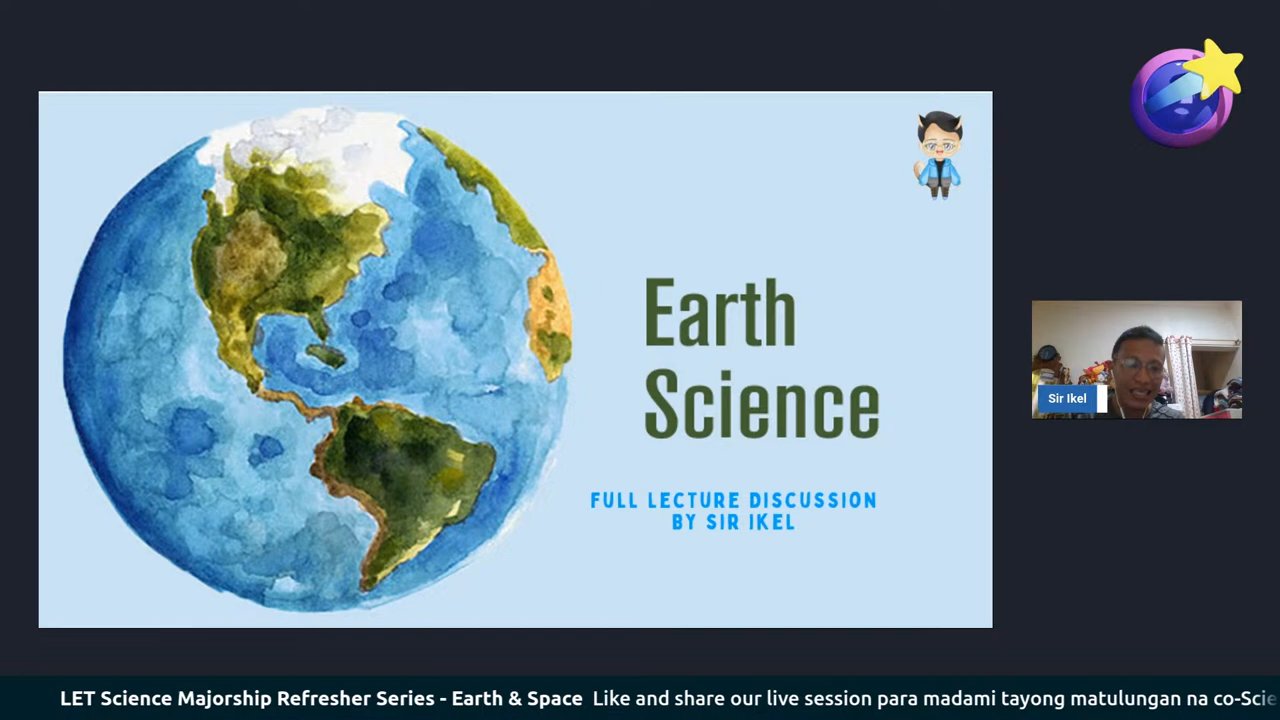 Earth
Science
FULL LECTURE DISCUSSION
BY SIR IKEL
Sir Ikel
LET Science Majorship Refresher Series - Earth & Space Like and share our live session para madami tayong matulungan na co-Scie